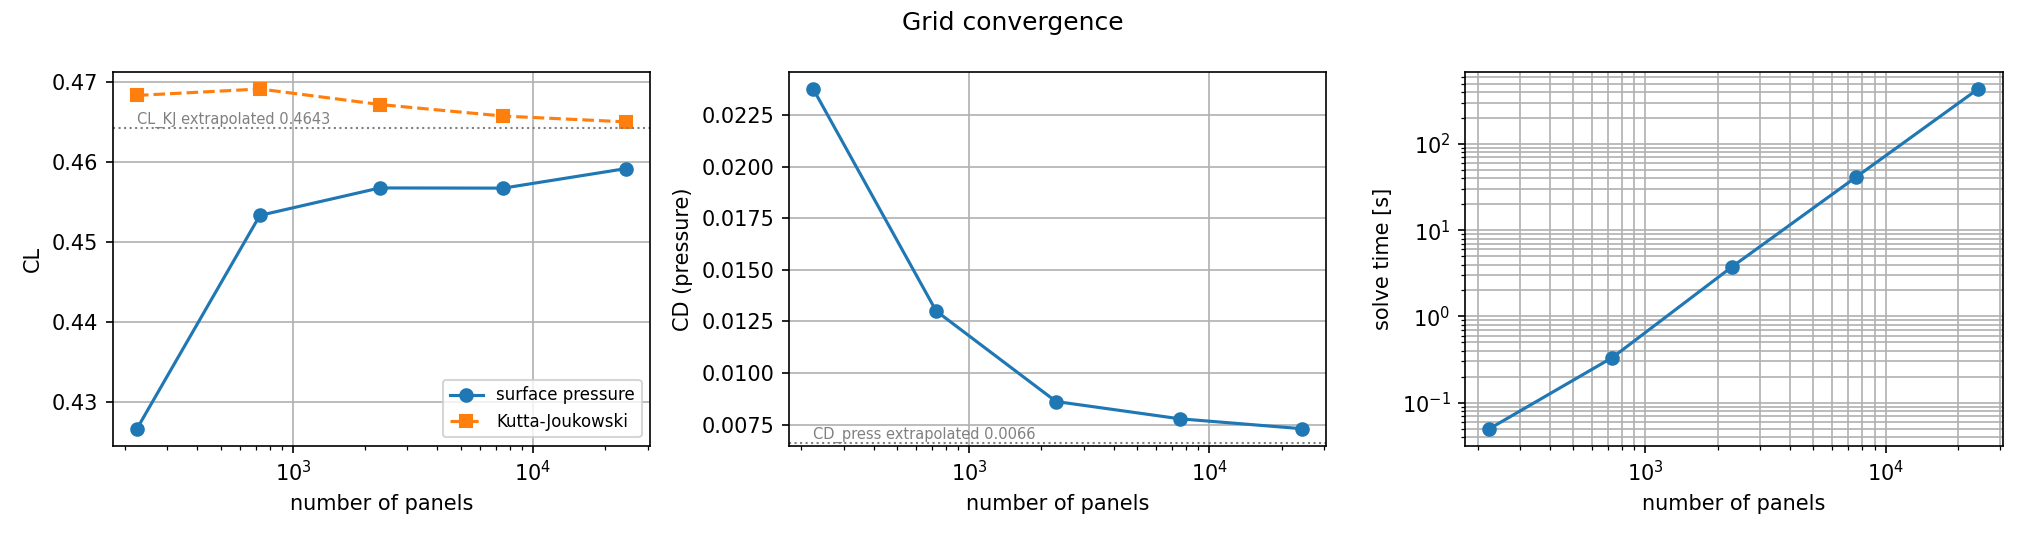 Grid convergence
CL
0.47
0.46
0.45
0.44
0.43
CL_KJ extrapolated 0.4643
surface pressure
Kutta-Joukowski
10³
10⁴
number of panels
CD (pressure)
0.0225
0.0200
0.0175
0.0150
0.0125
0.0100
0.0075
CD_press extrapolated 0.0066
10³
10⁴
number of panels
solve time [s]
10²
10¹
10⁰
10⁻¹
10³
10⁴
number of panels